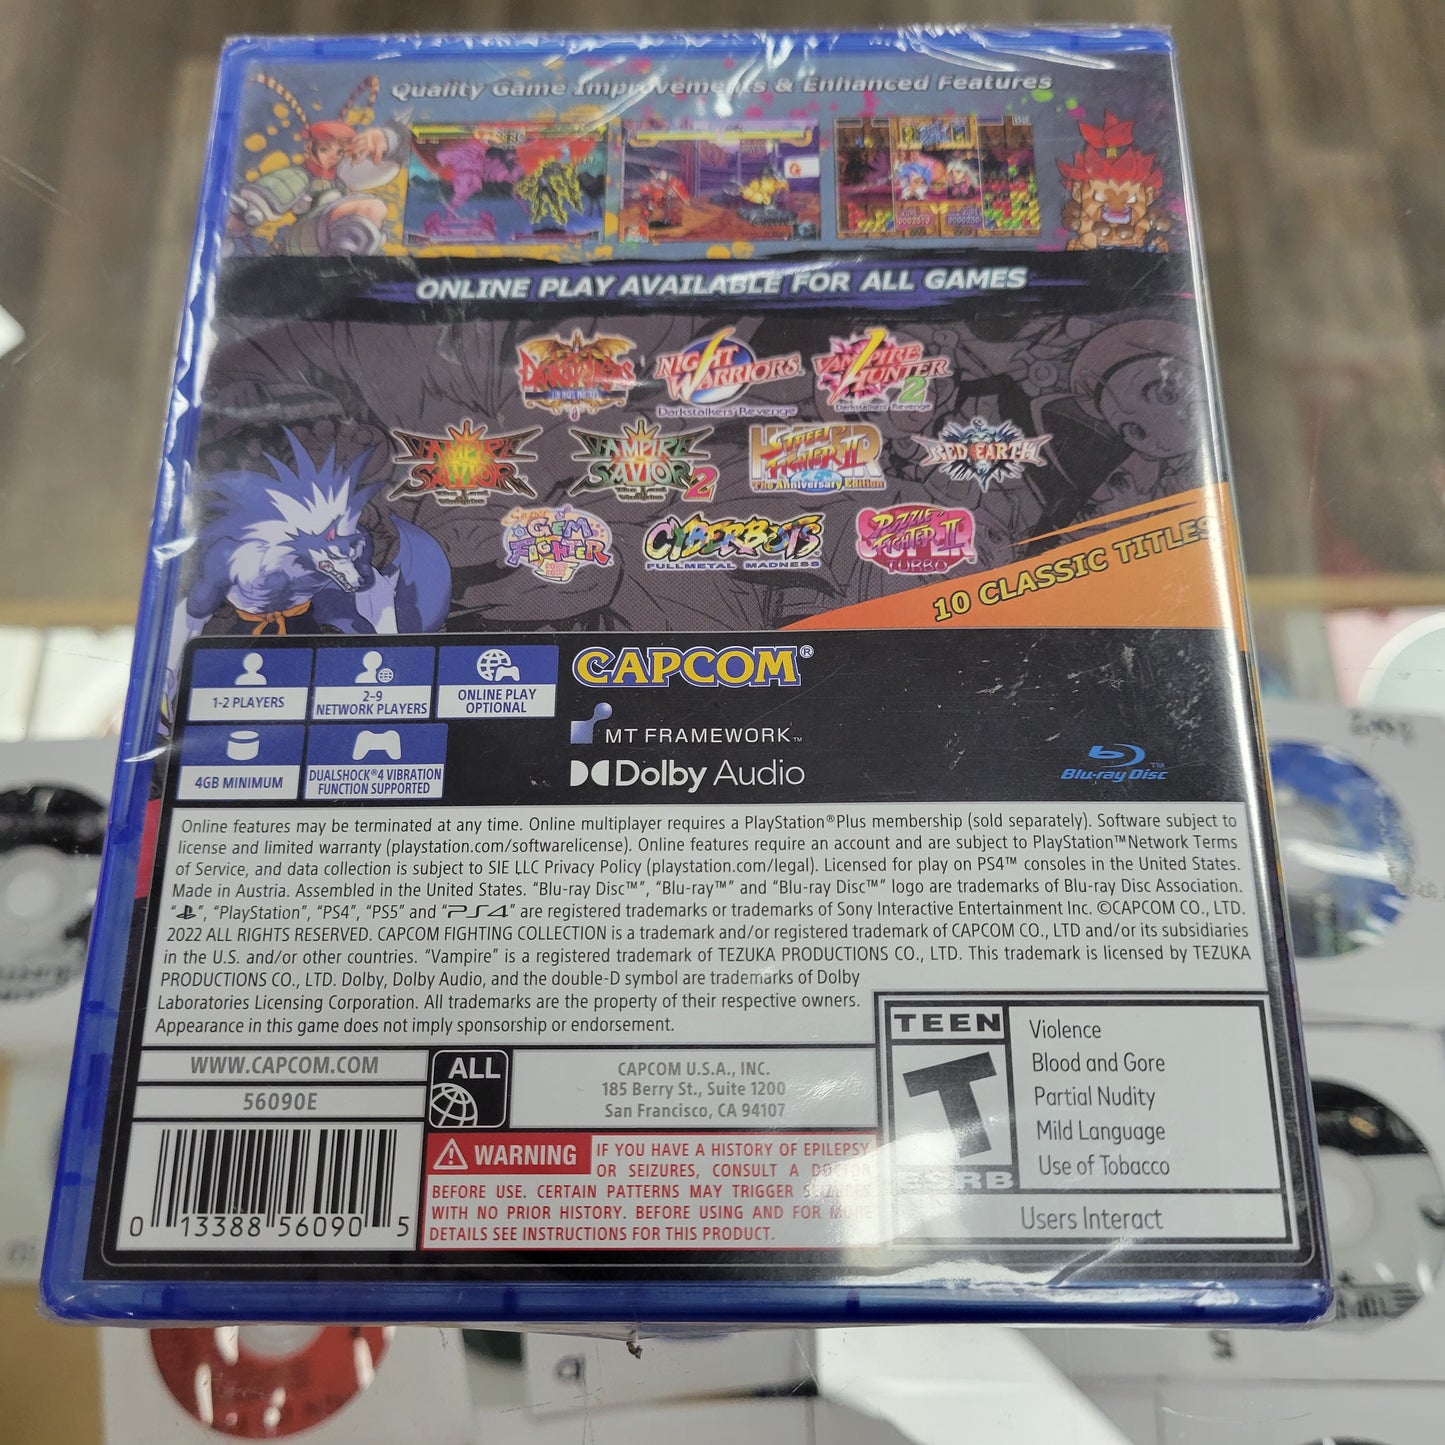 Quality Game Improvements & Enhanced Features
ONLINE PLAY AVAILABLE FOR ALL GAMES
Darkstalkers
NIGHT WARRIORS
Darkstalkers' Revenge
VAMPIRE HUNTER 2
Darkstalkers' Revenge
VAMPIRE SAVIOR
VAMPIRE SAVIOR 2
HYPER STREET FIGHTER II
The Anniversary Edition
RED EARTH
Super GEM FIGHTER MINI MIX
CYBERBOTS
FULLMETAL MADNESS
SUPER PUZZLE FIGHTER II TURBO
10 CLASSIC TITLES
1-2 PLAYERS
2-9 NETWORK PLAYERS
ONLINE PLAY OPTIONAL
4GB MINIMUM
DUALSHOCK®4 VIBRATION FUNCTION SUPPORTED
CAPCOM®
MT FRAMEWORK™
Dolby Audio
Blu-ray Disc™
Online features may be terminated at any time. Online multiplayer requires a PlayStation®Plus membership (sold separately). Software subject to
license and limited warranty (playstation.com/softwarelicense). Online features require an account and are subject to PlayStation™Network Terms
of Service, and data collection is subject to SIE LLC Privacy Policy (playstation.com/legal). Licensed for play on PS4™ consoles in the United States.
Made in Austria. Assembled in the United States. “Blu-ray Disc™”, “Blu-ray™” and “Blu-ray Disc™” logo are trademarks of Blu-ray Disc Association.
“ ”, “PlayStation”, “PS4”, “PS5” and “PS4” are registered trademarks or trademarks of Sony Interactive Entertainment Inc. ©CAPCOM CO., LTD.
2022 ALL RIGHTS RESERVED. CAPCOM FIGHTING COLLECTION is a trademark and/or registered trademark of CAPCOM CO., LTD and/or its subsidiaries
in the U.S. and/or other countries. “Vampire” is a registered trademark of TEZUKA PRODUCTIONS CO., LTD. This trademark is licensed by TEZUKA
PRODUCTIONS CO., LTD. Dolby, Dolby Audio, and the double-D symbol are trademarks of Dolby
Laboratories Licensing Corporation. All trademarks are the property of their respective owners.
Appearance in this game does not imply sponsorship or endorsement.
WWW.CAPCOM.COM
56090E
ALL
CAPCOM U.S.A., INC.
185 Berry St., Suite 1200
San Francisco, CA 94107
0 13388 56090 5
WARNING IF YOU HAVE A HISTORY OF EPILEPSY
OR SEIZURES, CONSULT A DOCTOR
BEFORE USE. CERTAIN PATTERNS MAY TRIGGER SEIZURES
WITH NO PRIOR HISTORY. BEFORE USING AND FOR MORE
DETAILS SEE INSTRUCTIONS FOR THIS PRODUCT.
TEEN
T
ESRB
Violence
Blood and Gore
Partial Nudity
Mild Language
Use of Tobacco
Users Interact